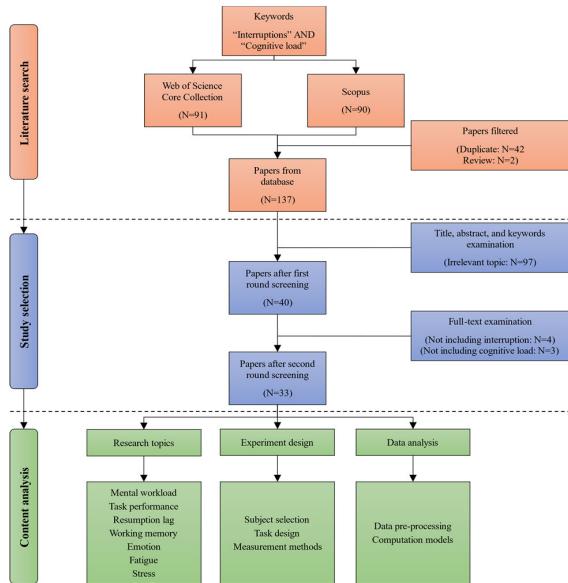 Literature search
Keywords
“Interruptions” AND
“Cognitive load”
Web of Science
Core Collection
(N=91)
Scopus
(N=90)
Papers filtered
(Duplicate: N=42
Review: N=2)
Papers from
database
(N=137)
Study selection
Title, abstract, and keywords
examination
(Irrelevant topic: N=97)
Papers after first
round screening
(N=40)
Full-text examination
(Not including interruption: N=4)
(Not including cognitive load: N=3)
Papers after second
round screening
(N=33)
Content analysis
Research topics
Experiment design
Data analysis
Mental workload
Task performance
Resumption lag
Working memory
Emotion
Fatigue
Stress
Subject selection
Task design
Measurement methods
Data pre-processing
Computation models